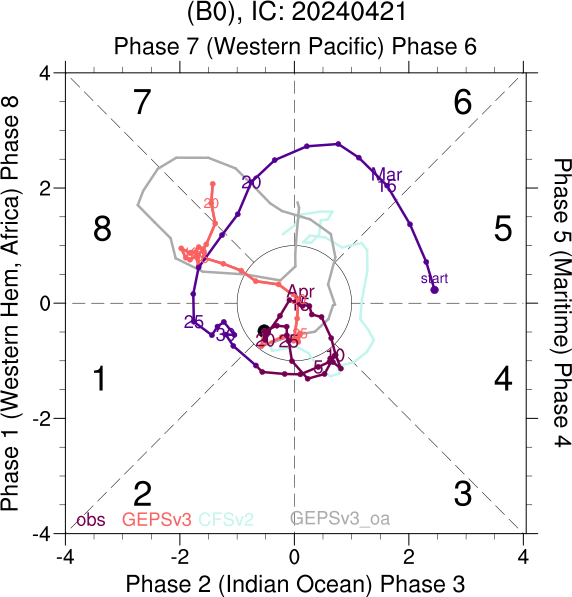 (B0), IC: 20240421
Phase 7 (Western Pacific) Phase 6
Phase 1 (Western Hem, Africa) Phase 8
Phase 5 (Maritime) Phase 4
4
2
0
-2
-4
7
6
8
5
1
4
2
3
20
Mar
15
start
20
25
30
Apr
5
10
20
25
obs
GEPSv3
CFSv2
GEPSv3_oa
-4
-2
0
2
4
Phase 2 (Indian Ocean) Phase 3